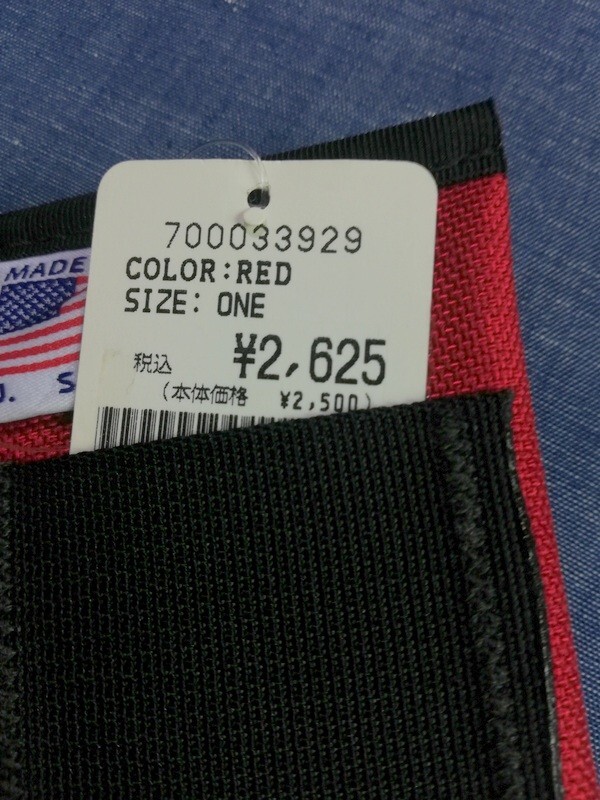 700033929
COLOR:RED
SIZE: ONE
税込 ¥2,625
(本体価格 ¥2,500)
MADE